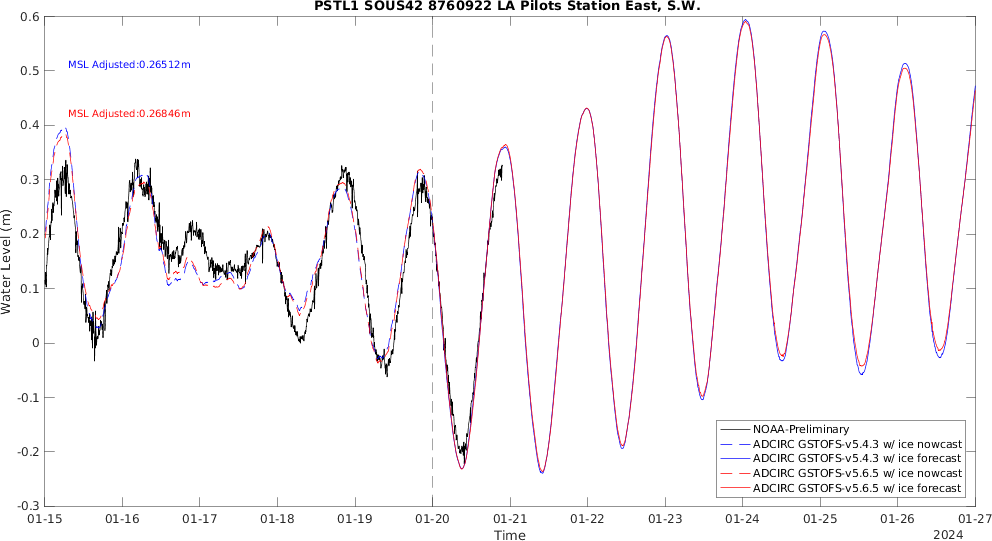 PSTL1 SOUS42 8760922 LA Pilots Station East, S.W.
MSL Adjusted:0.26512m
MSL Adjusted:0.26846m
Water Level (m)
0.6
0.5
0.4
0.3
0.2
0.1
0
-0.1
-0.2
-0.3
NOAA-Preliminary
ADCIRC GSTOFS-v5.4.3 w/ ice nowcast
ADCIRC GSTOFS-v5.4.3 w/ ice forecast
ADCIRC GSTOFS-v5.6.5 w/ ice nowcast
ADCIRC GSTOFS-v5.6.5 w/ ice forecast
01-15 01-16 01-17 01-18 01-19 01-20 01-21 01-22 01-23 01-24 01-25 01-26 01-27
Time
2024